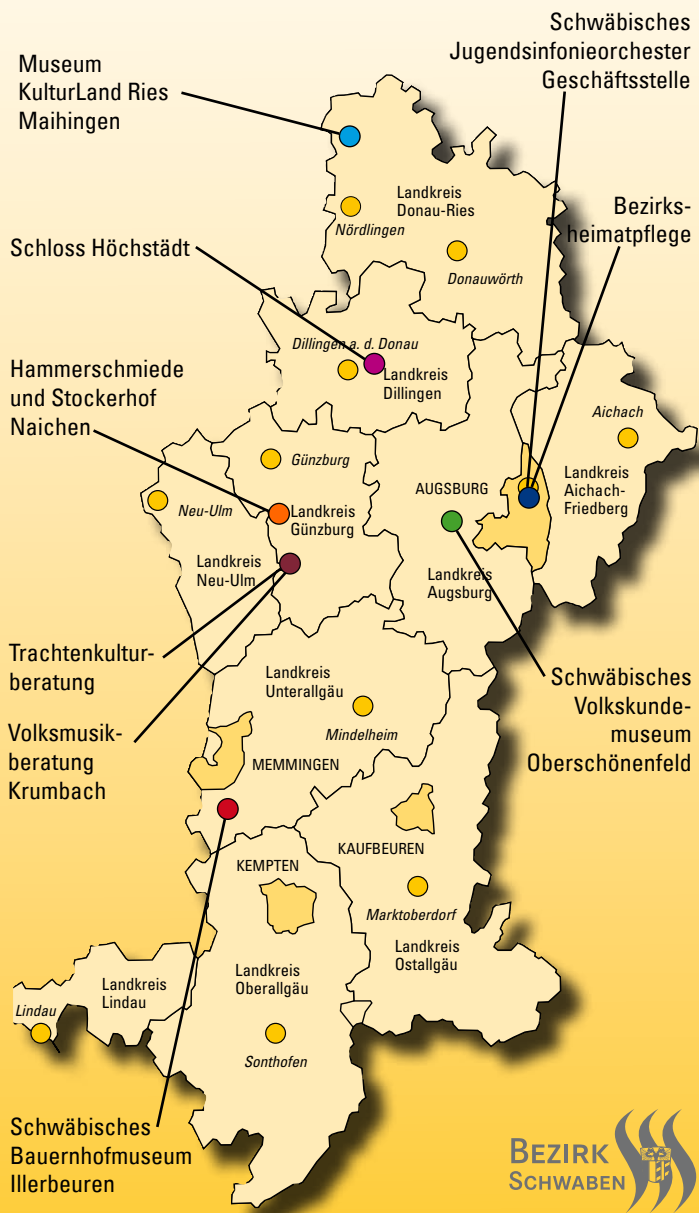 Schwäbisches
Jugendsinfonieorchester
Geschäftsstelle
Museum
KulturLand Ries
Maihingen
Landkreis
Donau-Ries
Bezirks-
heimatpflege
Nördlingen
Schloss Höchstädt
Donauwörth
Dillingen a. d. Donau
Landkreis
Dillingen
Hammerschmiede
und Stockerhof
Naichen
Aichach
Günzburg
Landkreis
Aichach-
Friedberg
AUGSBURG
Neu-Ulm
Landkreis
Günzburg
Landkreis
Neu-Ulm
Landkreis
Augsburg
Trachtenkultur-
beratung
Landkreis
Unterallgäu
Schwäbisches
Volkskunde-
museum
Oberschönenfeld
Volksmusik-
beratung
Krumbach
Mindelheim
MEMMINGEN
KAUFBEUREN
KEMPTEN
Marktoberdorf
Landkreis
Ostallgäu
Landkreis
Oberallgäu
Landkreis
Lindau
Lindau
Sonthofen
Schwäbisches
Bauernhofmuseum
Illerbeuren
BEZIRK
SCHWABEN